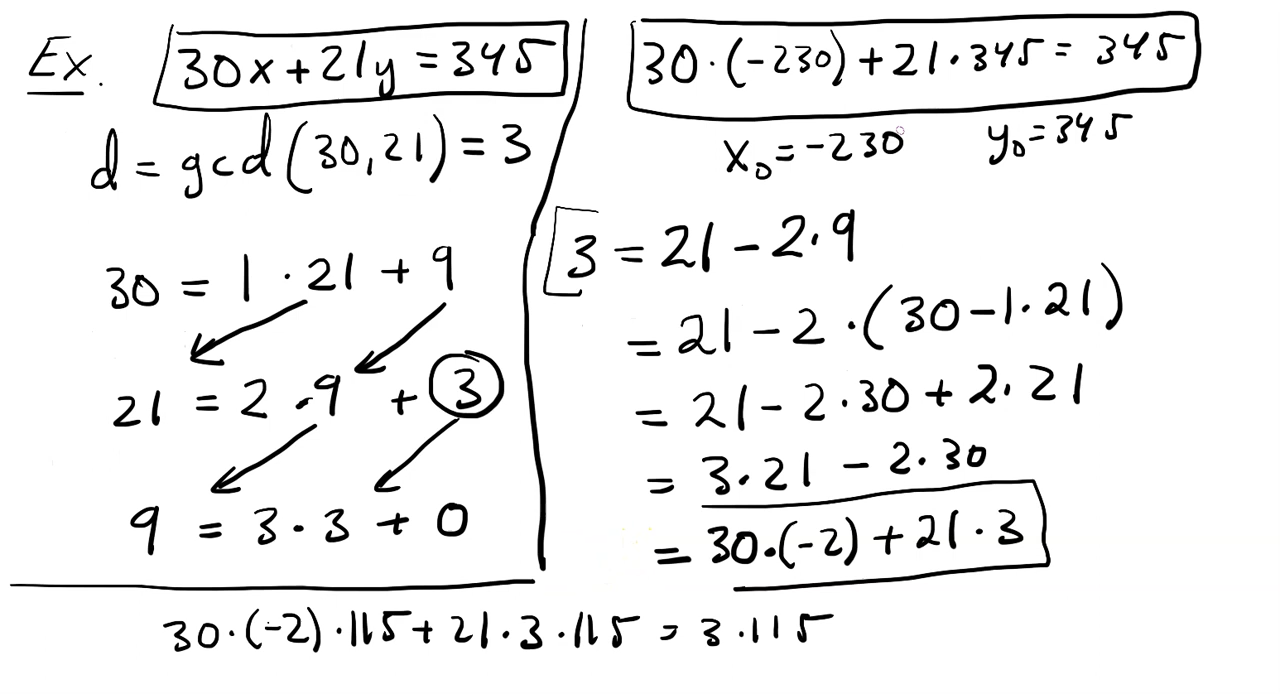 Ex. 30x+21y=345
d=gcd(30,21)=3
30 = 1·21+9
21 = 2·9+3
9 = 3·3+0
30·(-230)+21·345=345
x₀=-230 y₀=345
3 = 21-2·9
= 21-2·(30-1·21)
= 21-2·30+2·21
= 3·21-2·30
= 30·(-2)+21·3
30·(-2)·115+21·3·115=3·115